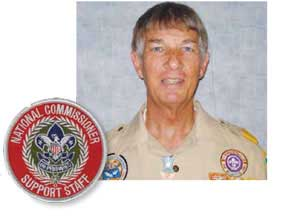 NATIONAL COMMISSIONER
SUPPORT STAFF